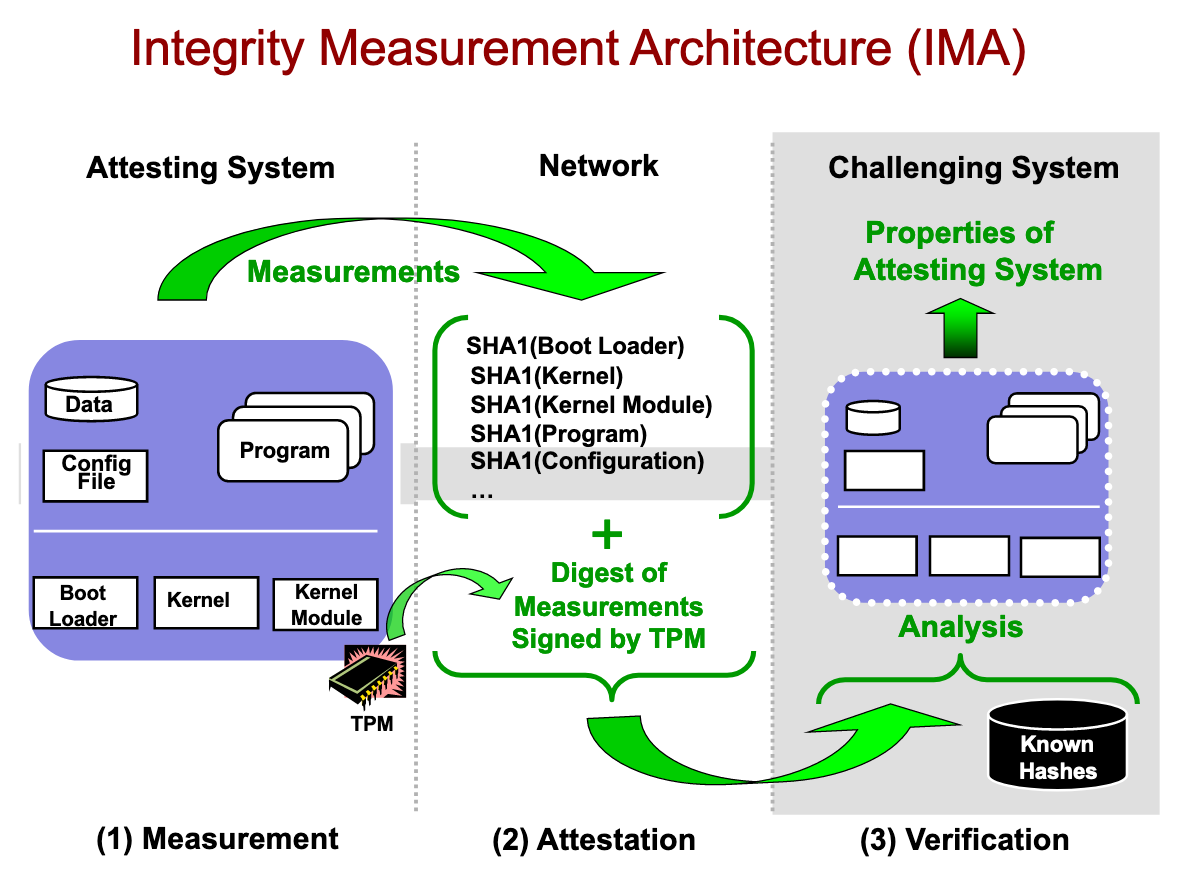 Integrity Measurement Architecture (IMA)
Attesting System
Network
Challenging System
Measurements
Properties of
Attesting System
SHA1(Boot Loader)
SHA1(Kernel)
SHA1(Kernel Module)
SHA1(Program)
SHA1(Configuration)
…
Data
Config
File
Program
Boot
Loader
Kernel
Kernel
Module
TPM
+
Digest of
Measurements
Signed by TPM
Analysis
Known
Hashes
(1) Measurement
(2) Attestation
(3) Verification